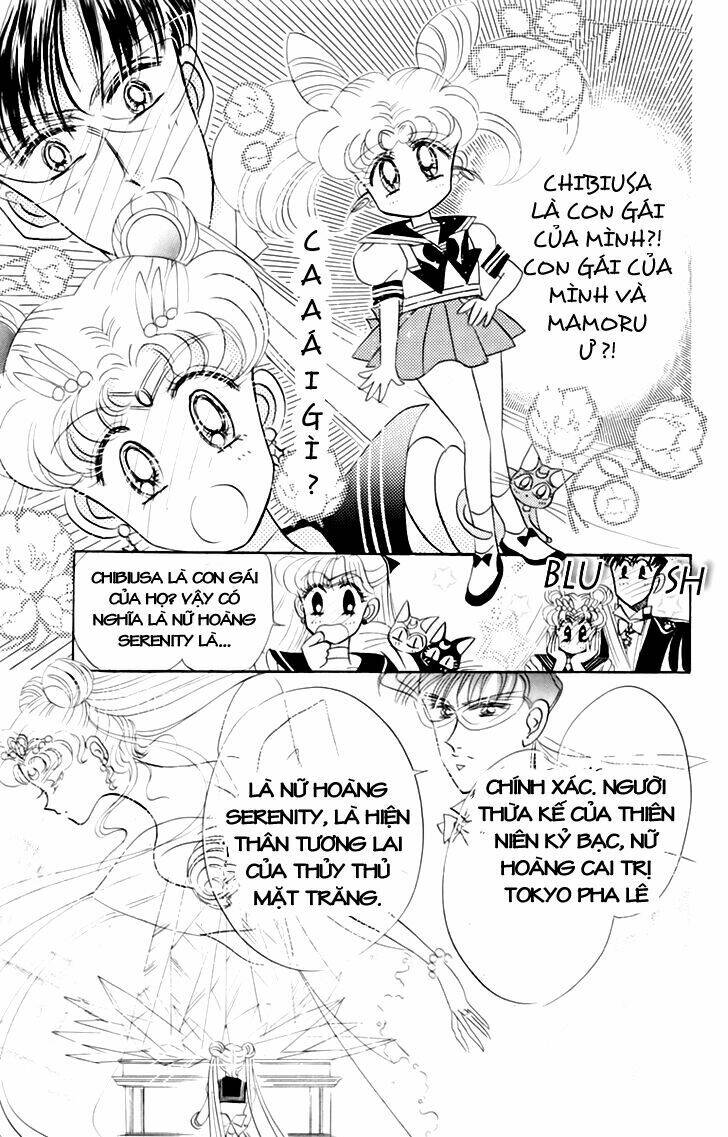 CHIBIUSA
LÀ CON GÁI
CỦA MÌNH?!
CON GÁI CỦA
MÌNH VÀ
MAMORU
Ư?!
CAAÁI GÌ?
CHIBIUSA LÀ CON GÁI
CỦA HỌ? VẬY CÓ
NGHĨA LÀ NỮ HOÀNG
SERENITY LÀ...
BLUSH
CHÍNH XÁC. NGƯỜI
THỪA KẾ CỦA THIÊN
NIÊN KỶ BẠC, NỮ
HOÀNG CAI TRỊ
TOKYO PHA LÊ
LÀ NỮ HOÀNG
SERENITY, LÀ HIỆN
THÂN TƯƠNG LAI
CỦA THỦY THỦ
MẶT TRĂNG.